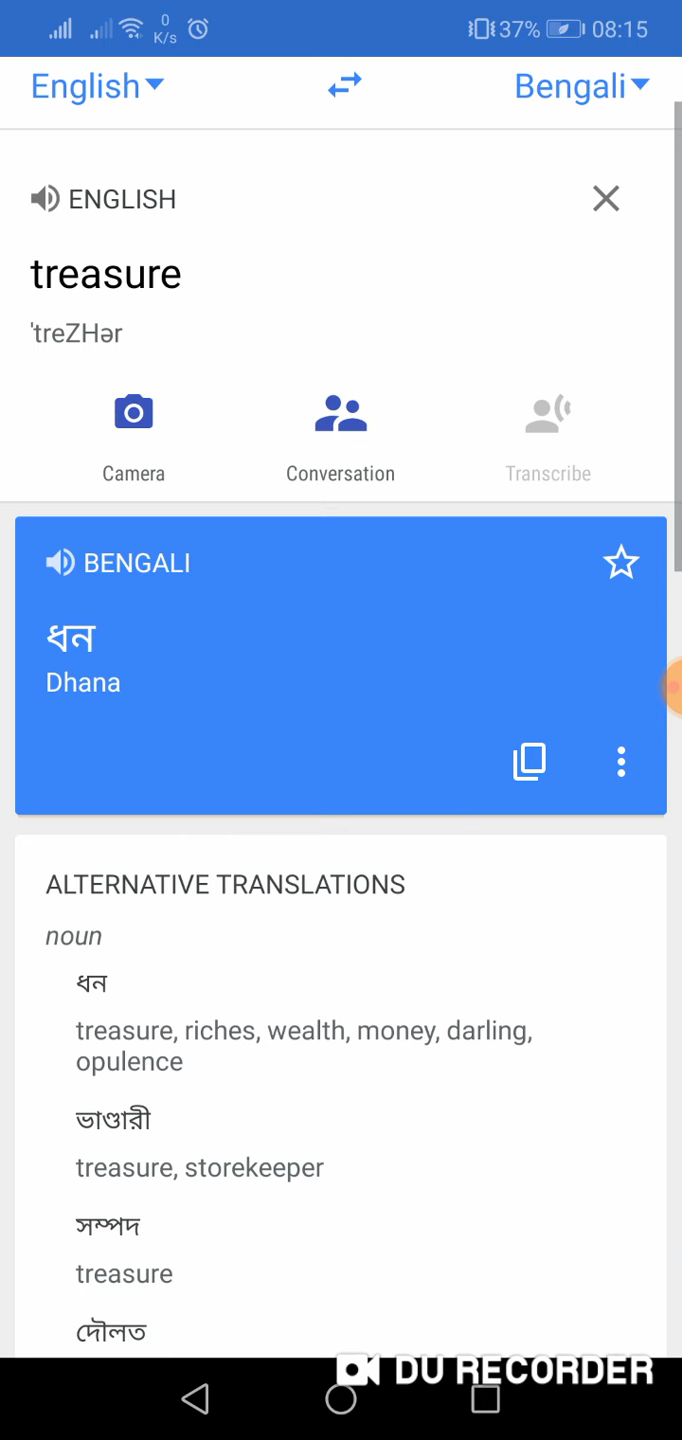 0 K/s 37% 08:15
English Bengali
ENGLISH
treasure
ˈtreZHər
Camera Conversation Transcribe
BENGALI
ধন
Dhana
ALTERNATIVE TRANSLATIONS
noun
ধন
treasure, riches, wealth, money, darling,
opulence
ভাণ্ডারী
treasure, storekeeper
সম্পদ
treasure
দৌলত
DU RECORDER